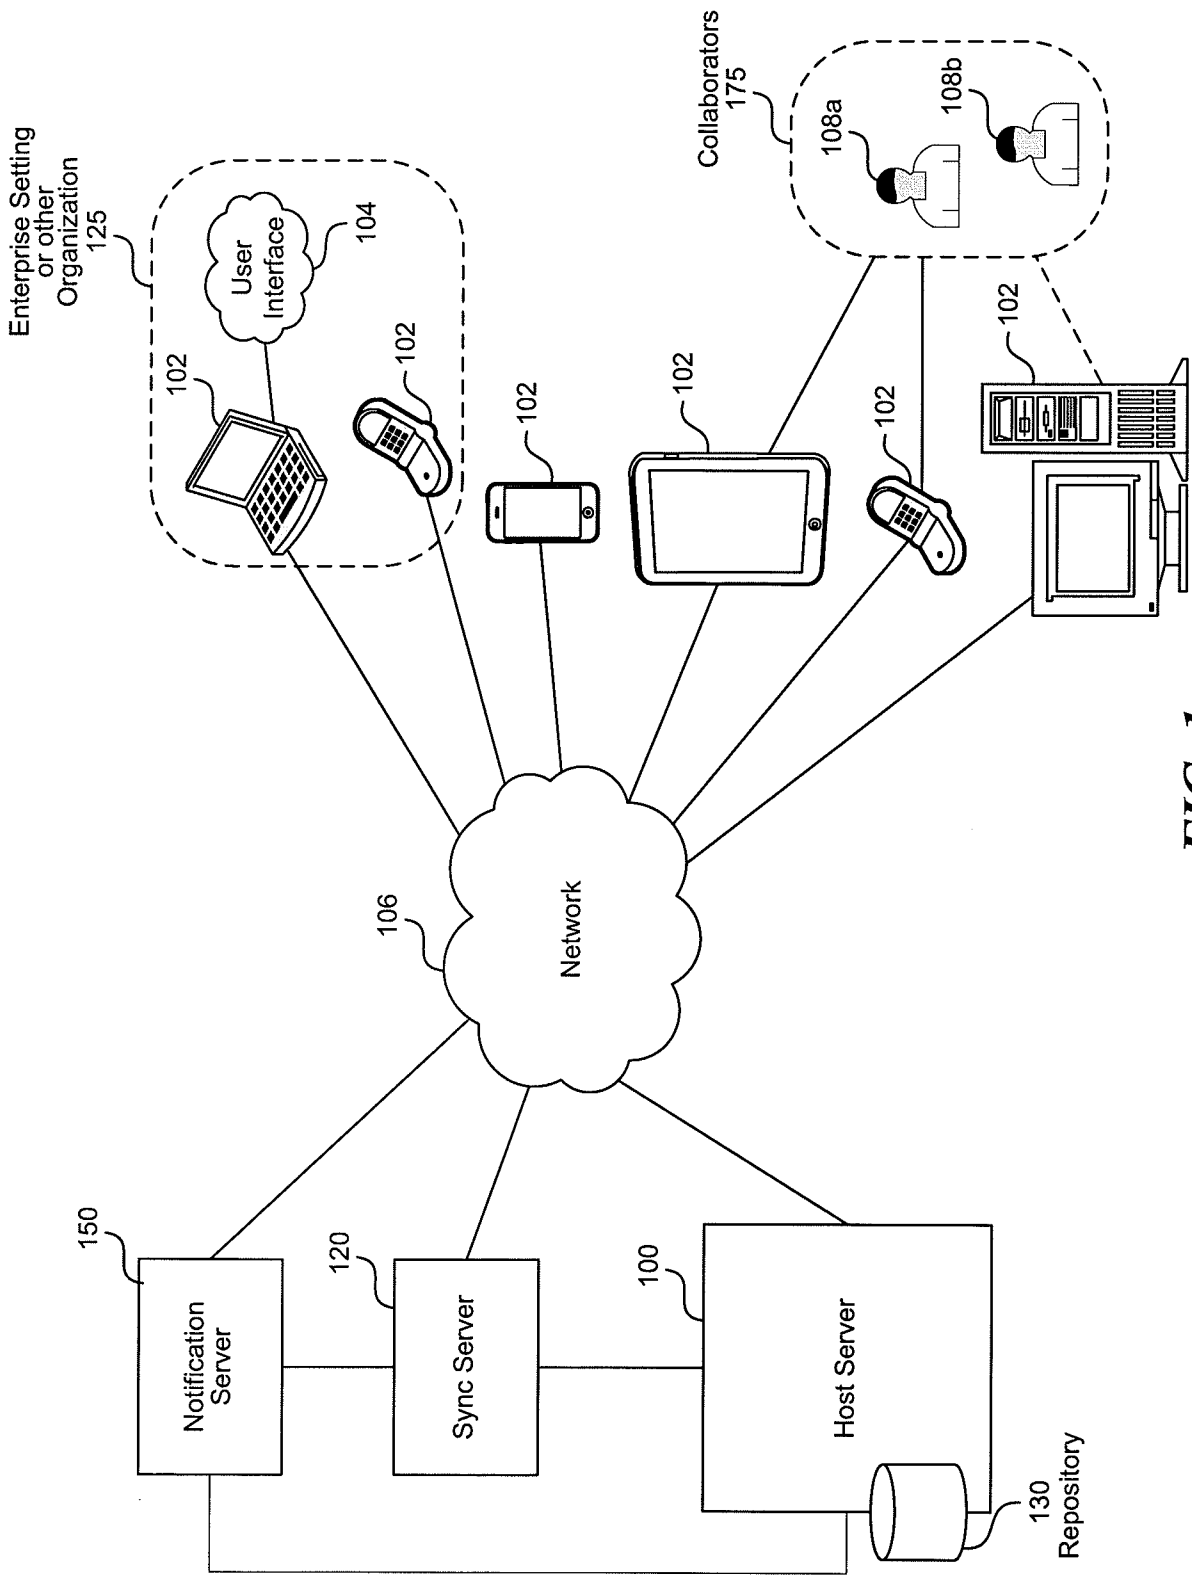 Enterprise Setting
or other
Organization
125
User
Interface
104
102
102
102
102
102
102
Collaborators
175
108a
108b
106
Network
150
Notification
Server
120
Sync Server
100
Host Server
130
Repository